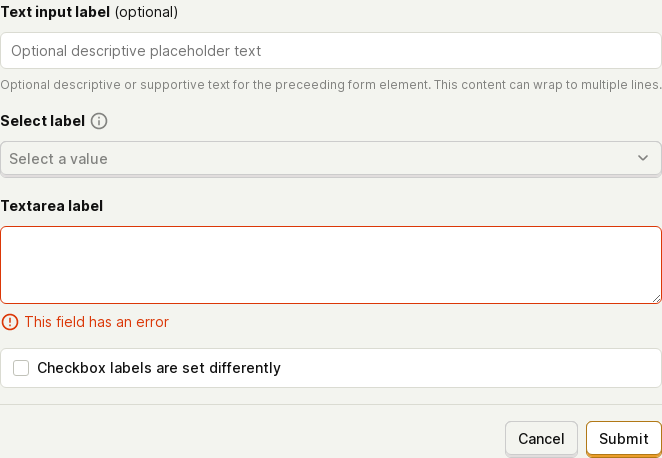 Text input label (optional)
Optional descriptive placeholder text
Optional descriptive or supportive text for the preceeding form element. This content can wrap to multiple lines.
Select label
Select a value
Textarea label
This field has an error
Checkbox labels are set differently
Cancel Submit